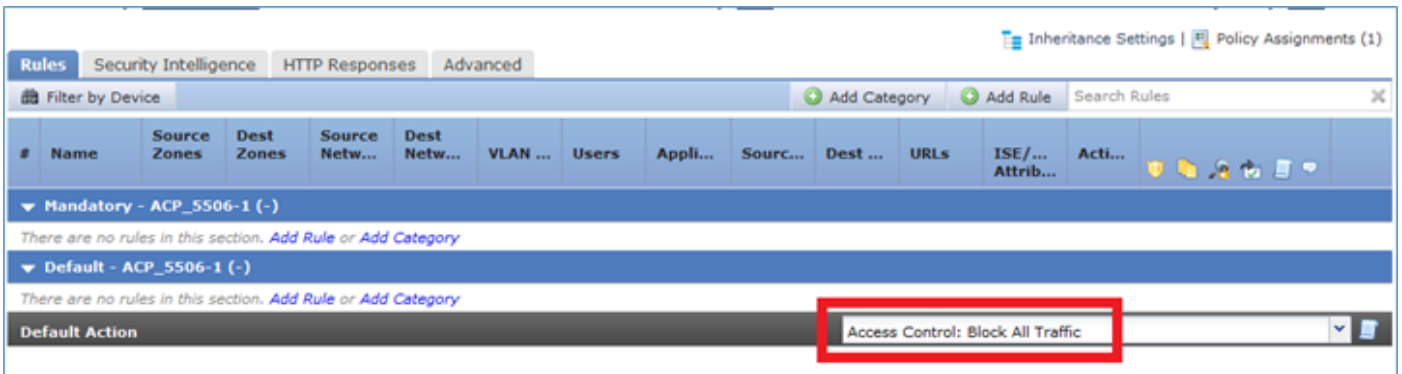 Inheritance Settings | Policy Assignments (1)
Rules Security Intelligence HTTP Responses Advanced
Filter by Device Add Category Add Rule Search Rules
# Name Source Zones Dest Zones Source Netw... Dest Netw... VLAN ... Users Appli... Sourc... Dest ... URLs ISE/... Attrib... Acti...
Mandatory - ACP_5506-1 (-)
There are no rules in this section. Add Rule or Add Category
Default - ACP_5506-1 (-)
There are no rules in this section. Add Rule or Add Category
Default Action Access Control: Block All Traffic